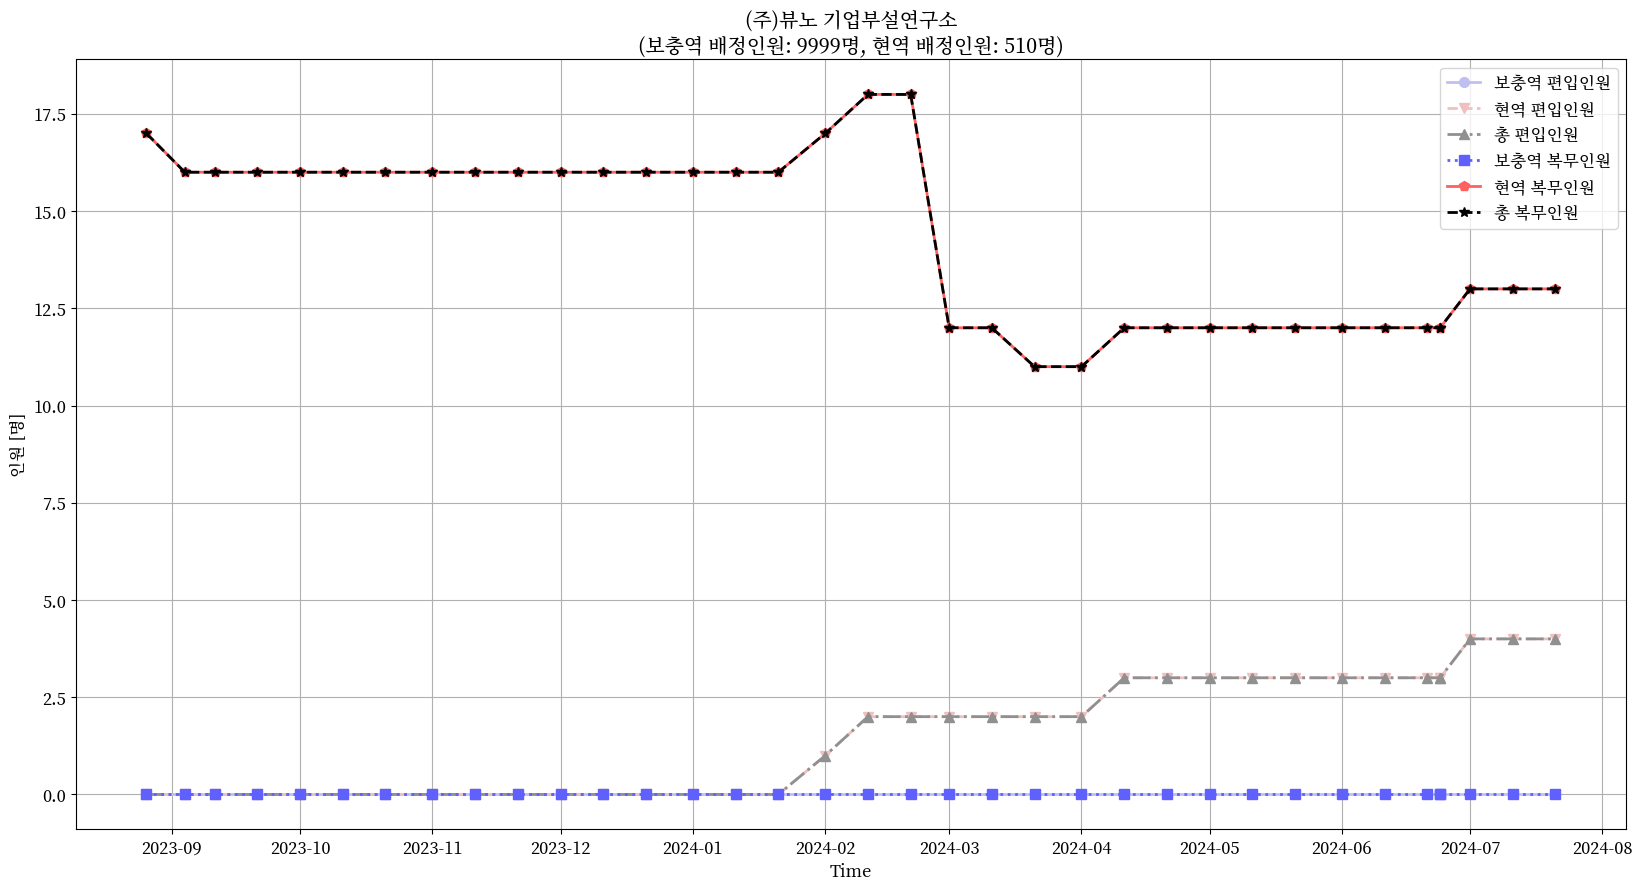 (주)뷰노 기업부설연구소
(보충역 배정인원: 9999명, 현역 배정인원: 510명)
보충역 편입인원
현역 편입인원
총 편입인원
보충역 복무인원
현역 복무인원
총 복무인원
인원 [명]
17.5
15.0
12.5
10.0
7.5
5.0
2.5
0.0
2023-09 2023-10 2023-11 2023-12 2024-01 2024-02 2024-03 2024-04 2024-05 2024-06 2024-07 2024-08
Time